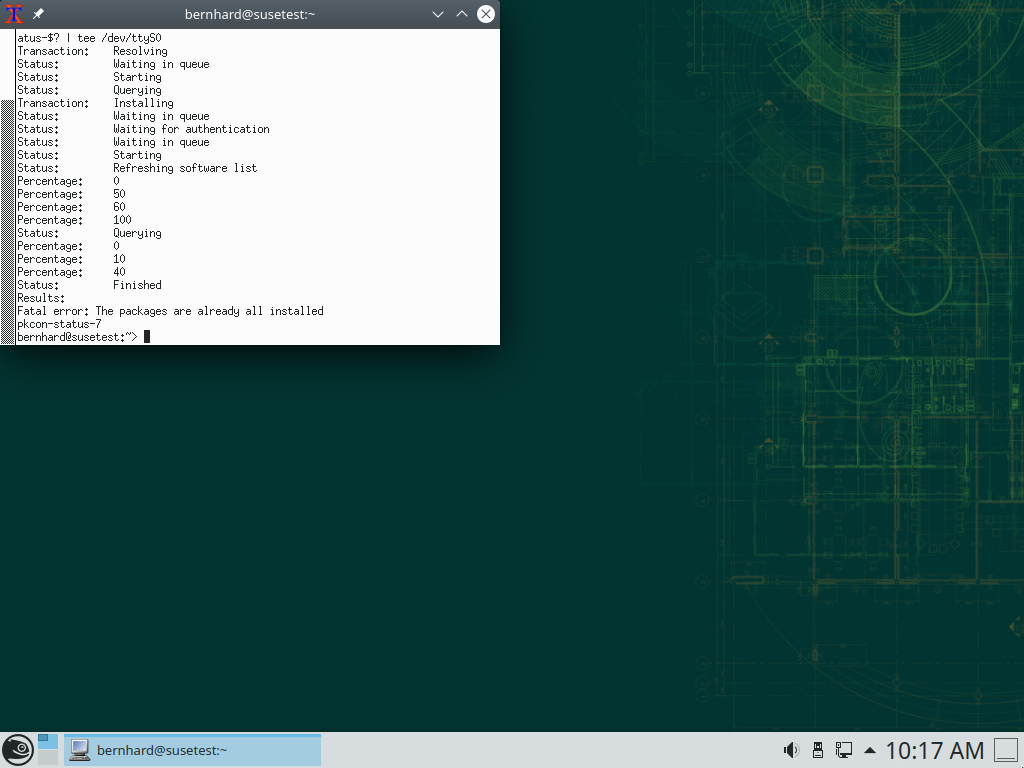 bernhard@susetest:~
atus-$? | tee /dev/ttyS0
Transaction: Resolving
Status: Waiting in queue
Status: Starting
Status: Querying
Transaction: Installing
Status: Waiting in queue
Status: Waiting for authentication
Status: Waiting in queue
Status: Starting
Status: Refreshing software list
Percentage: 0
Percentage: 50
Percentage: 60
Percentage: 100
Status: Querying
Percentage: 0
Percentage: 10
Percentage: 40
Status: Finished
Results:
Fatal error: The packages are already all installed
pkcon-status-7
bernhard@susetest:~>
bernhard@susetest:~
10:17 AM